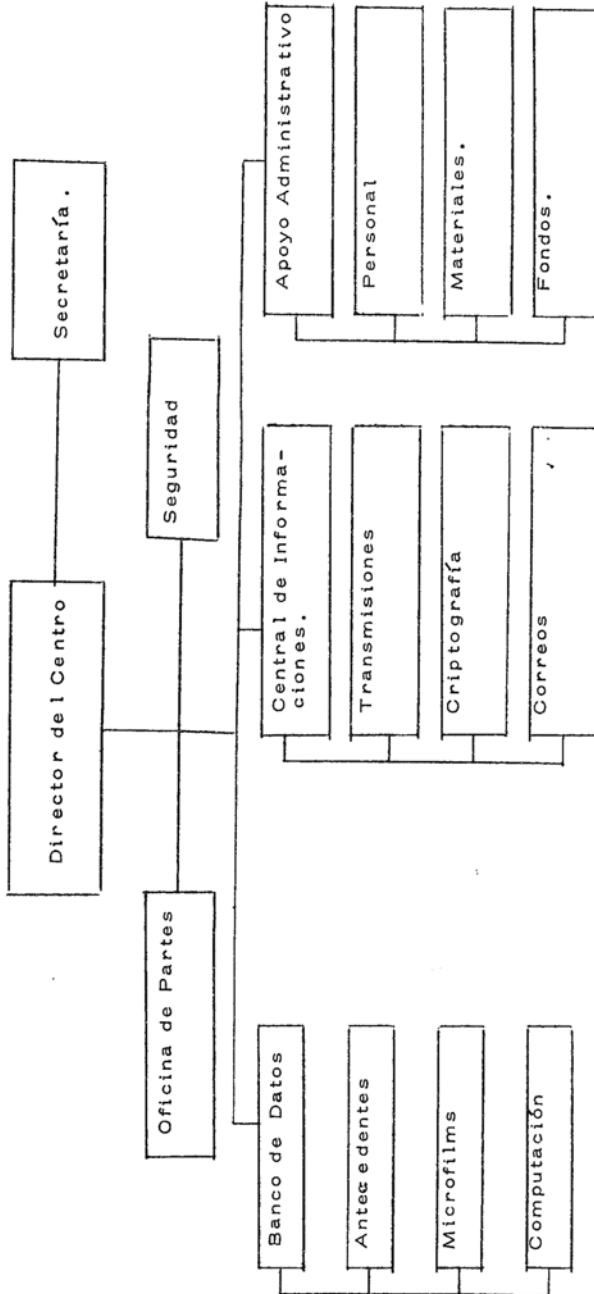 Director del Centro
Secretaría.
Oficina de Partes
Seguridad
Banco de Datos
Antecedentes
Microfilms
Computación
Central de Informa-
ciones.
Transmisiones
Criptografía
Correos
Apoyo Administrativo
Personal
Materiales.
Fondos.